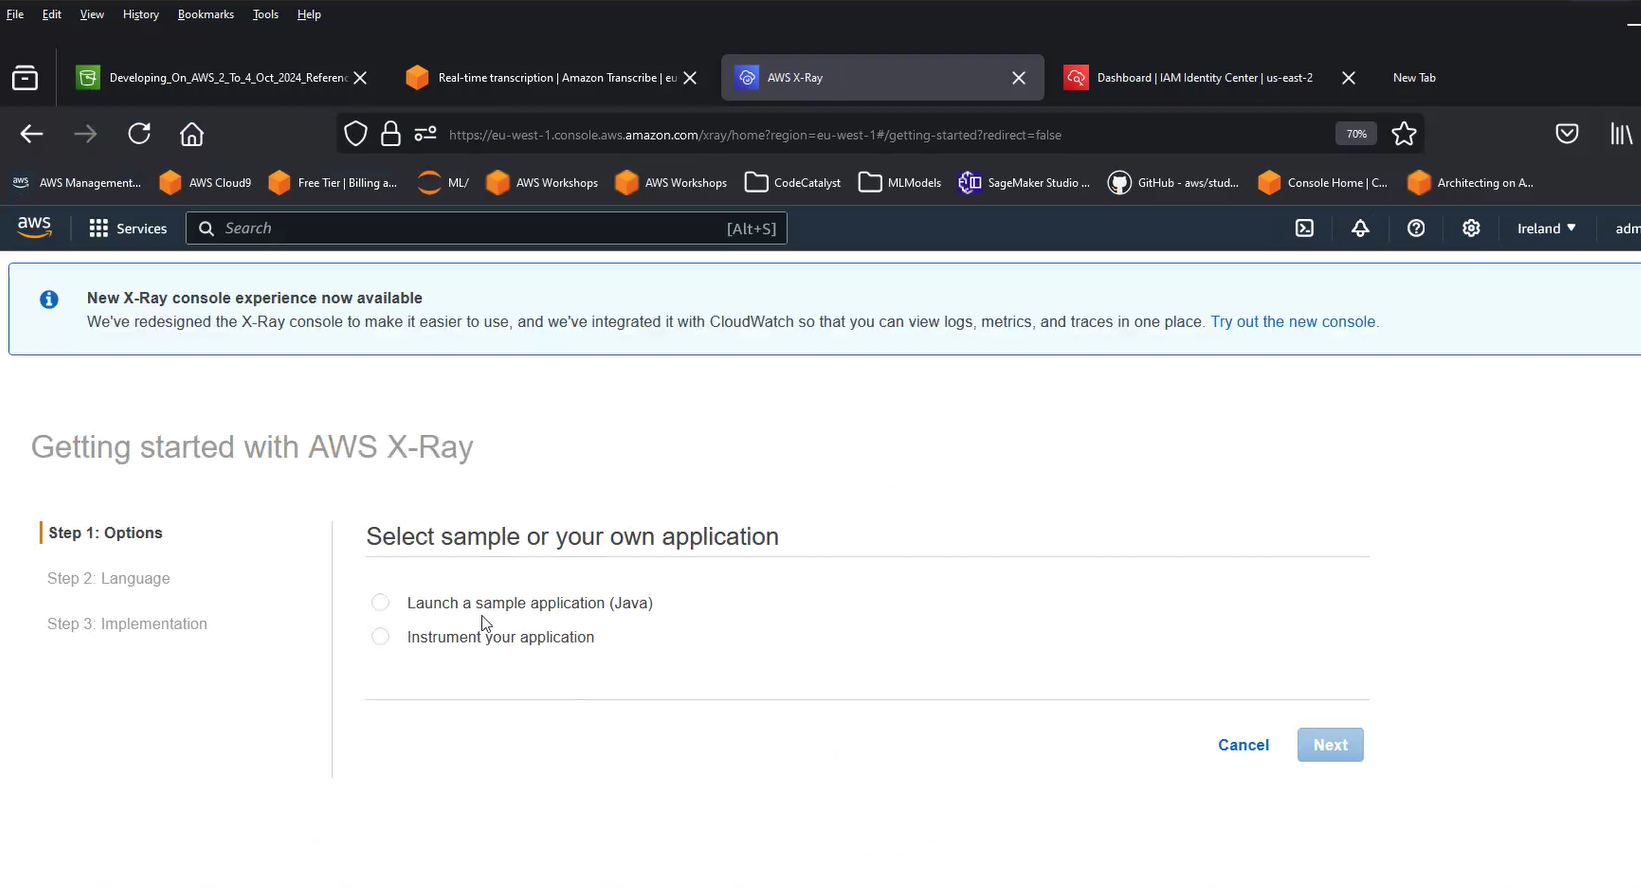 File Edit View History Bookmarks Tools Help
Developing_On_AWS_2_To_4_Oct_2024_Referenc Real-time transcription | Amazon Transcribe | eu AWS X-Ray Dashboard | IAM Identity Center | us-east-2 New Tab
https://eu-west-1.console.aws.amazon.com/xray/home?region=eu-west-1#/getting-started?redirect=false 70%
aws AWS Management... AWS Cloud9 Free Tier | Billing a... ML/ AWS Workshops AWS Workshops CodeCatalyst MLModels SageMaker Studio ... GitHub - aws/stud... Console Home | C... Architecting on A...
aws Services Search [Alt+S] Ireland adm
New X-Ray console experience now available
We've redesigned the X-Ray console to make it easier to use, and we've integrated it with CloudWatch so that you can view logs, metrics, and traces in one place. Try out the new console.
Getting started with AWS X-Ray
Step 1: Options
Step 2: Language
Step 3: Implementation
Select sample or your own application
Launch a sample application (Java)
Instrument your application
Cancel Next